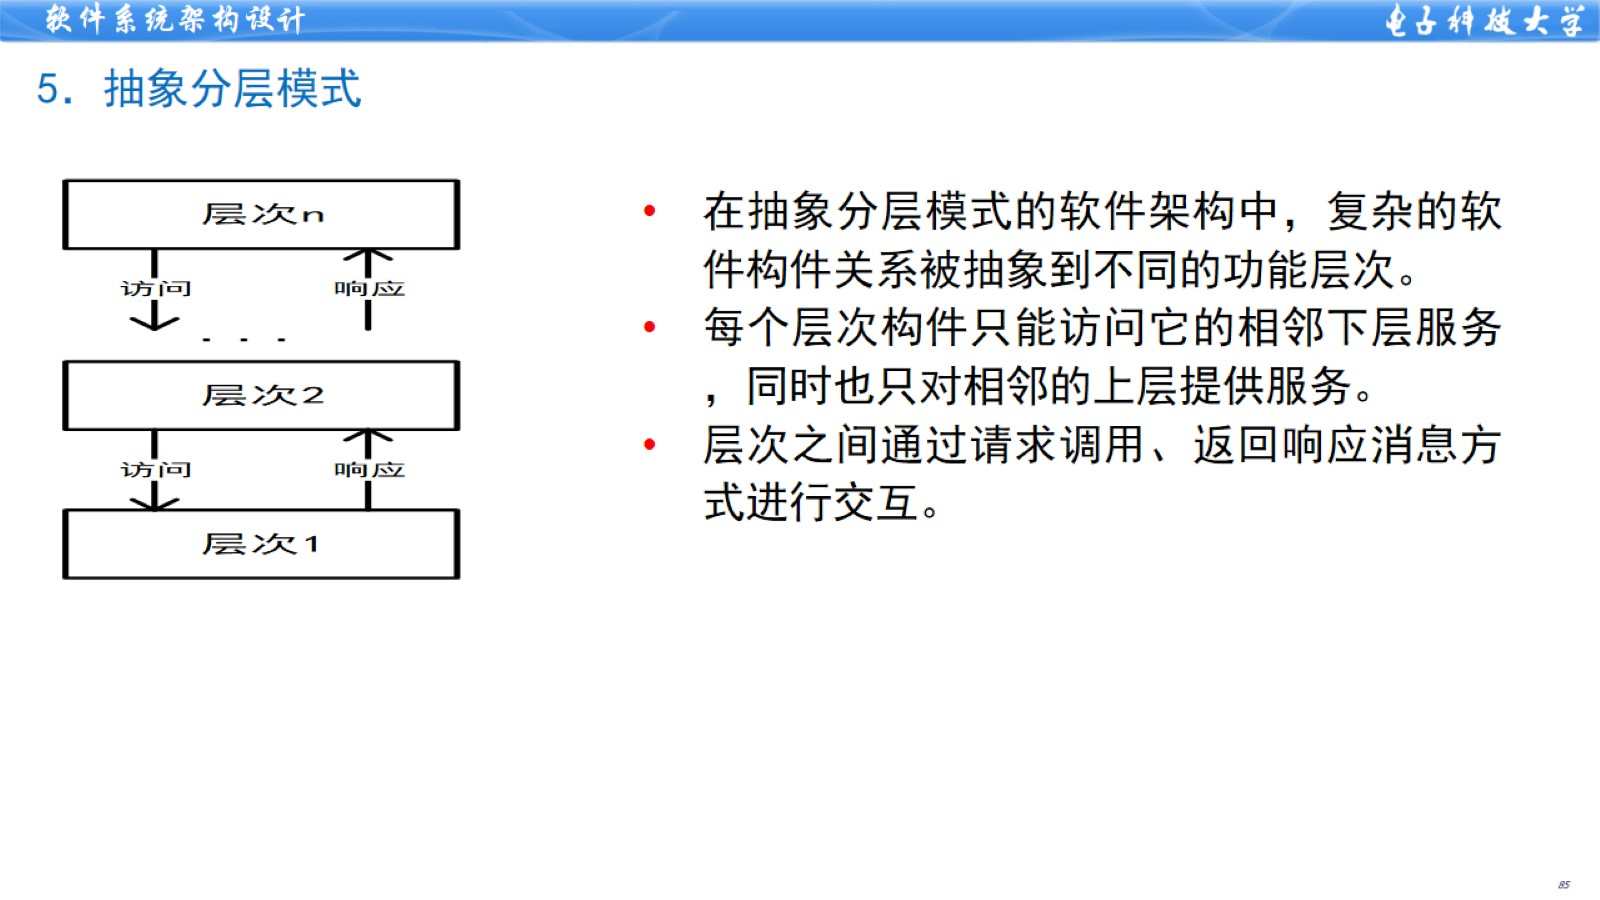 软件系统架构设计
电子科技大学
5. 抽象分层模式
层次n
访问
响应
. . .
层次2
访问
响应
层次1
• 在抽象分层模式的软件架构中，复杂的软
件构件关系被抽象到不同的功能层次。
• 每个层次构件只能访问它的相邻下层服务
，同时也只对相邻的上层提供服务。
• 层次之间通过请求调用、返回响应消息方
式进行交互。
85